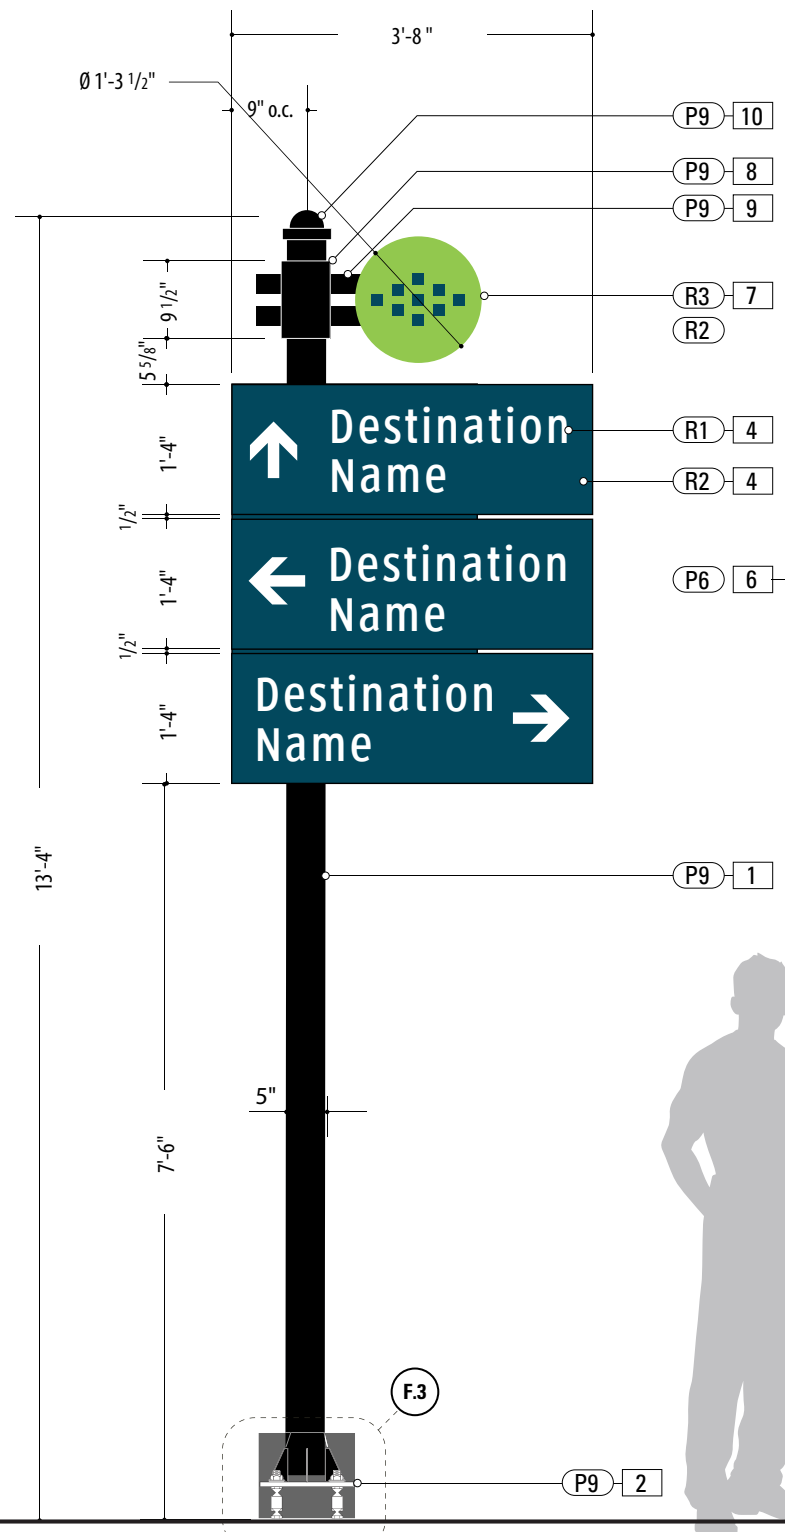 3'-8"
Ø 1'-3 1/2"
9" o.c.
P9 10
P9 8
P9 9
9 1/2"
R3 7
R2
5 5/8"
1'-4"
Destination
Name
R1 4
R2 4
1/2"
1'-4"
Destination
Name
P6 6
1/2"
1'-4"
Destination
Name
13'-4"
P9 1
5"
7'-6"
F.3
P9 2